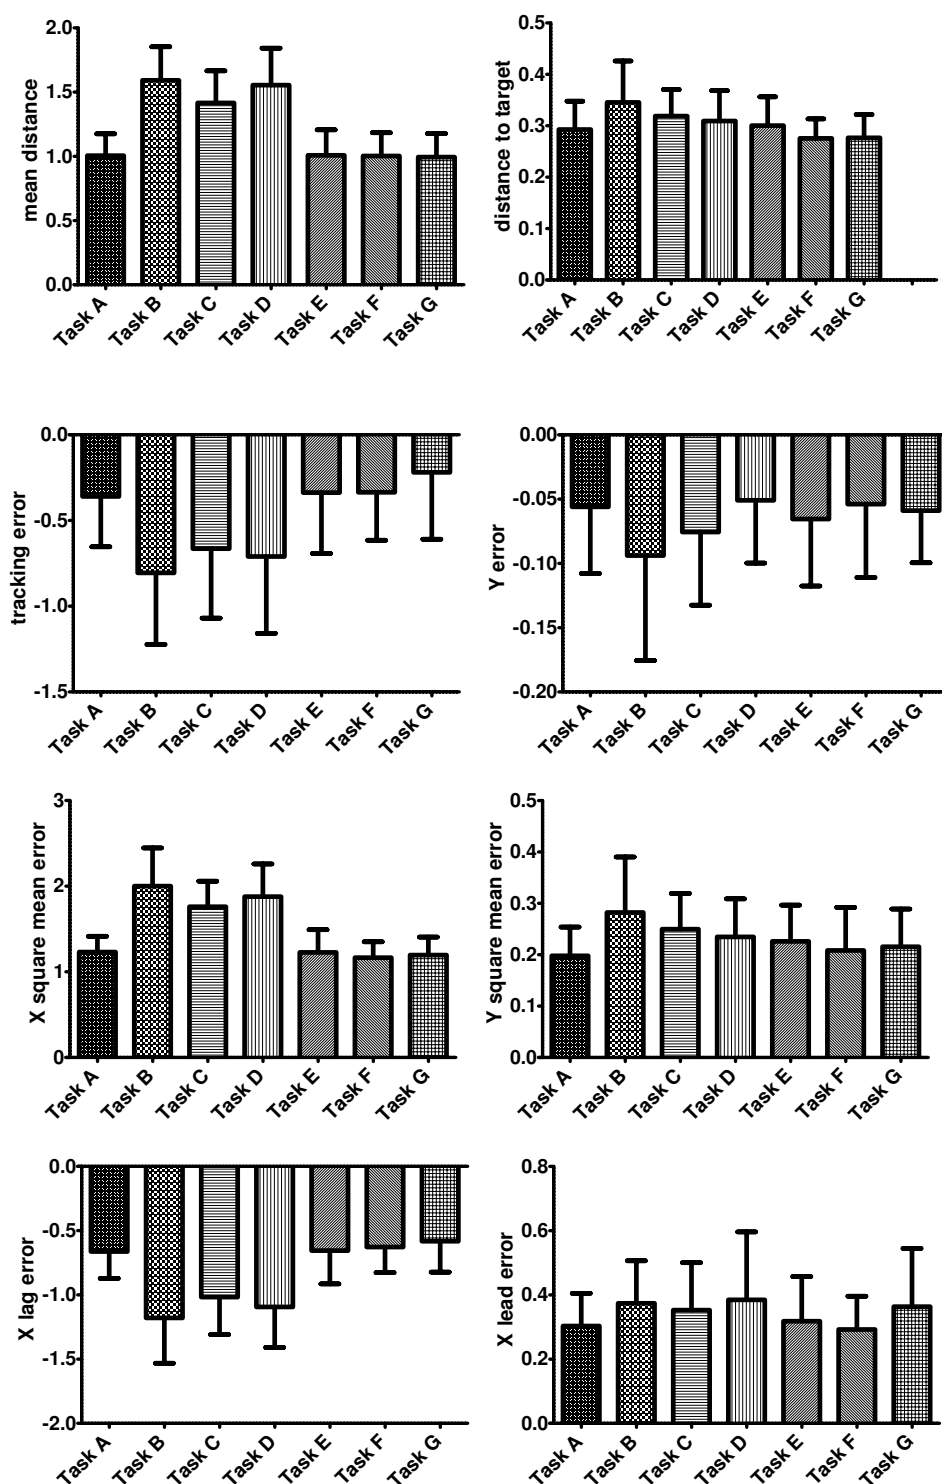 mean distance
2.0
1.5
1.0
0.5
0.0
Task A
Task B
Task C
Task D
Task E
Task F
Task G
distance to target
0.5
0.4
0.3
0.2
0.1
0.0
Task A
Task B
Task C
Task D
Task E
Task F
Task G
tracking error
0.0
-0.5
-1.0
-1.5
Task A
Task B
Task C
Task D
Task E
Task F
Task G
Y error
0.00
-0.05
-0.10
-0.15
-0.20
Task A
Task B
Task C
Task D
Task E
Task F
Task G
X square mean error
3
2
1
0
Task A
Task B
Task C
Task D
Task E
Task F
Task G
Y square mean error
0.5
0.4
0.3
0.2
0.1
0.0
Task A
Task B
Task C
Task D
Task E
Task F
Task G
X lag error
0.0
-0.5
-1.0
-1.5
-2.0
Task A
Task B
Task C
Task D
Task E
Task F
Task G
X lead error
0.8
0.6
0.4
0.2
0.0
Task A
Task B
Task C
Task D
Task E
Task F
Task G